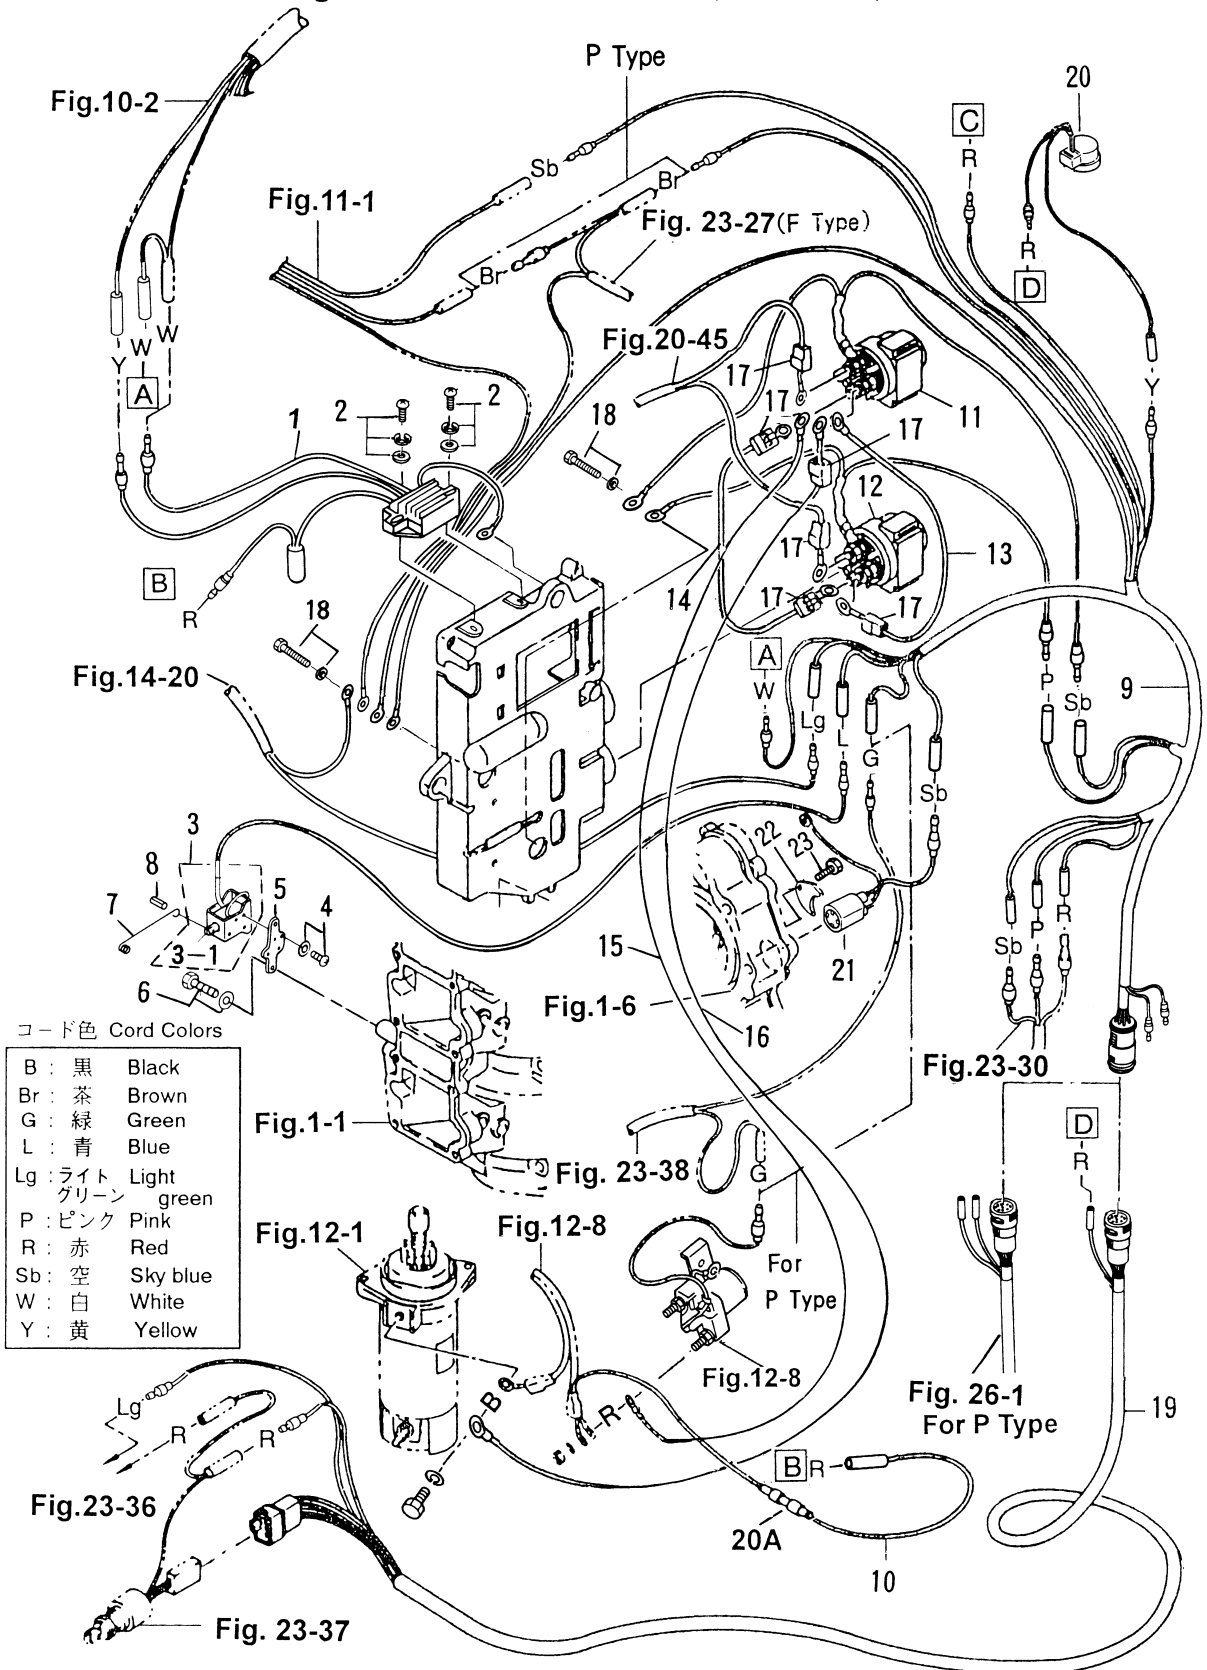 P Type
20
Fig.10-2
C
R
Sb
Br
Fig.11-1
Fig. 23-27(F Type)
R
D
Br
W
W
Y
A
Fig.20-45
17
Y
2
2
1
17
11
18
17
12
B
R
17
13
14
17
17
18
A
W
Fig.14-20
9
P
Sb
Lg
L
G
Sb
3
22
23
8
5
4
7
R
P
Sb
3-1
15
21
6
Fig.1-6
16
コード色 Cord Colors
Fig.23-30
B : 黒 Black
Br : 茶 Brown
G : 緑 Green
L : 青 Blue
Lg : ライトグリーン Light green
P : ピンク Pink
R : 赤 Red
Sb : 空 Sky blue
W : 白 White
Y : 黄 Yellow
Fig.1-1
D
R
Fig. 23-38
G
Fig.12-1
Fig.12-8
For
P Type
Fig.12-8
B
R
Fig. 26-1
For P Type
19
Lg
R
R
B R
Fig.23-36
20A
10
Fig. 23-37